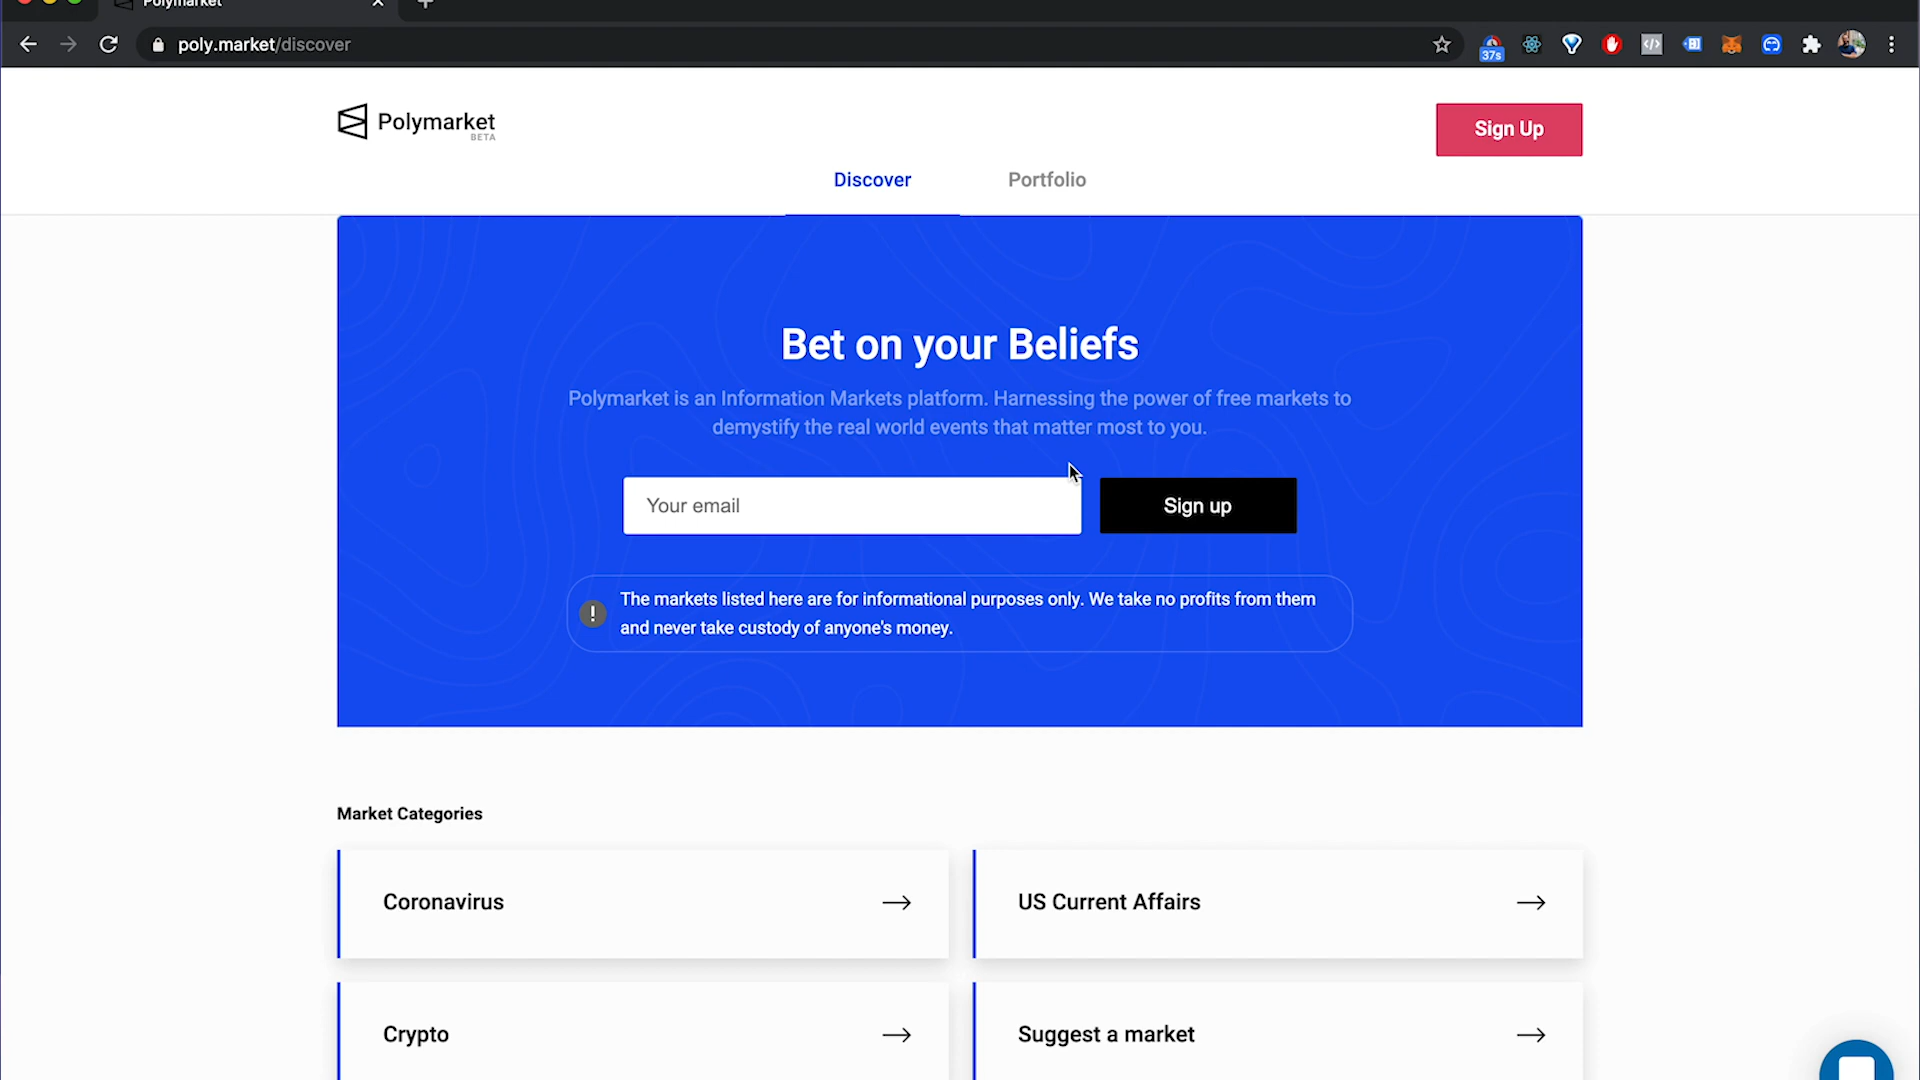 Polymarket
poly.market/discover
37s
Polymarket
BETA
Sign Up
Discover
Portfolio
Bet on your Beliefs
Polymarket is an Information Markets platform. Harnessing the power of free markets to
demystify the real world events that matter most to you.
Your email
Sign up
The markets listed here are for informational purposes only. We take no profits from them
and never take custody of anyone's money.
Market Categories
Coronavirus
US Current Affairs
Crypto
Suggest a market